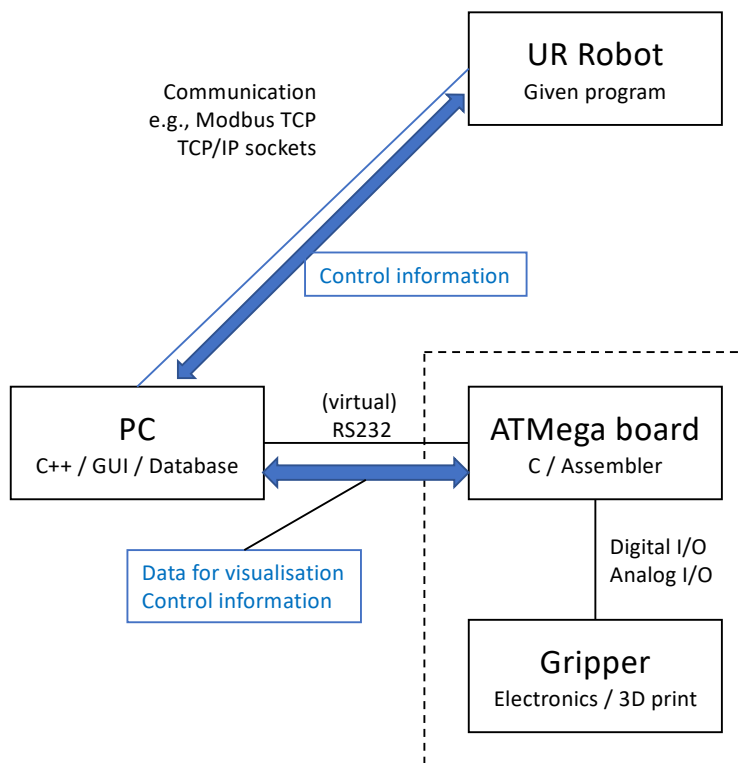 UR Robot
Given program
Communication
e.g., Modbus TCP
TCP/IP sockets
Control information
PC
C++ / GUI / Database
(virtual)
RS232
ATMega board
C / Assembler
Data for visualisation
Control information
Digital I/O
Analog I/O
Gripper
Electronics / 3D print